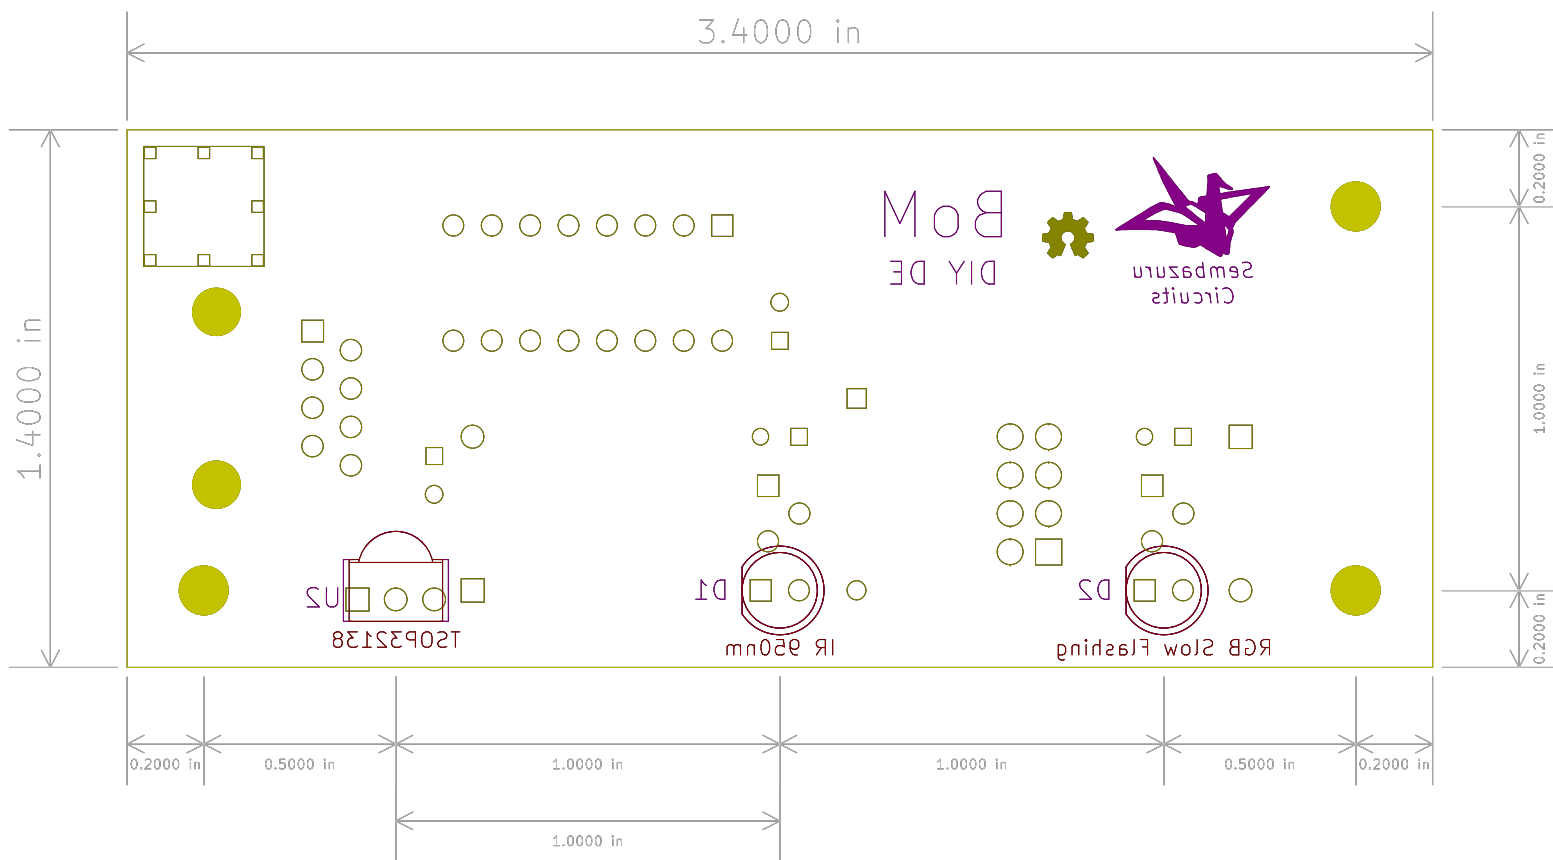 3.4000 in
0.2000 in
BoM
DIY DE
Sembazuru
Circuits
1.4000 in
1.0000 in
U2
D1
D2
TSOP32138
IR 950nm
RGB Slow Flashing
0.2000 in
0.2000 in
0.5000 in
1.0000 in
1.0000 in
0.5000 in
0.2000 in
1.0000 in